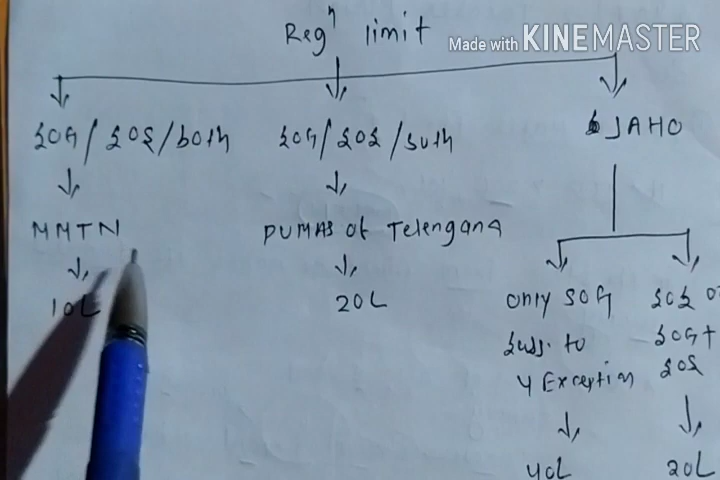 Regn limit
Made with KINEMASTER
SOG/SOS/both
SOG/SOS/both
JAHO
MMTN
PUMAS of Telengana
10L
20L
only SOG
SOS or
Subj. to
SOG+
4 Exception
SOS
40L
20L